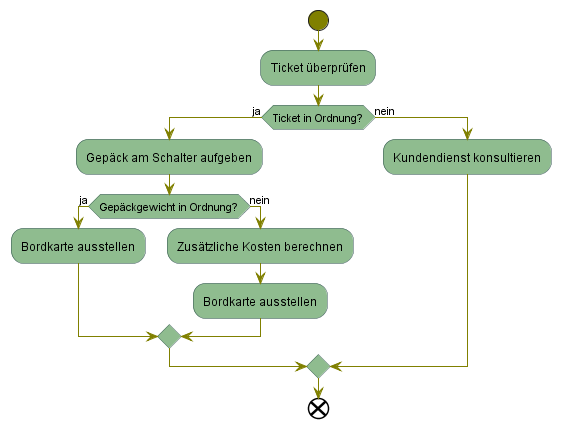 Ticket überprüfen
ja
Ticket in Ordnung?
nein
Gepäck am Schalter aufgeben
Kundendienst konsultieren
ja
Gepäckgewicht in Ordnung?
nein
Bordkarte ausstellen
Zusätzliche Kosten berechnen
Bordkarte ausstellen